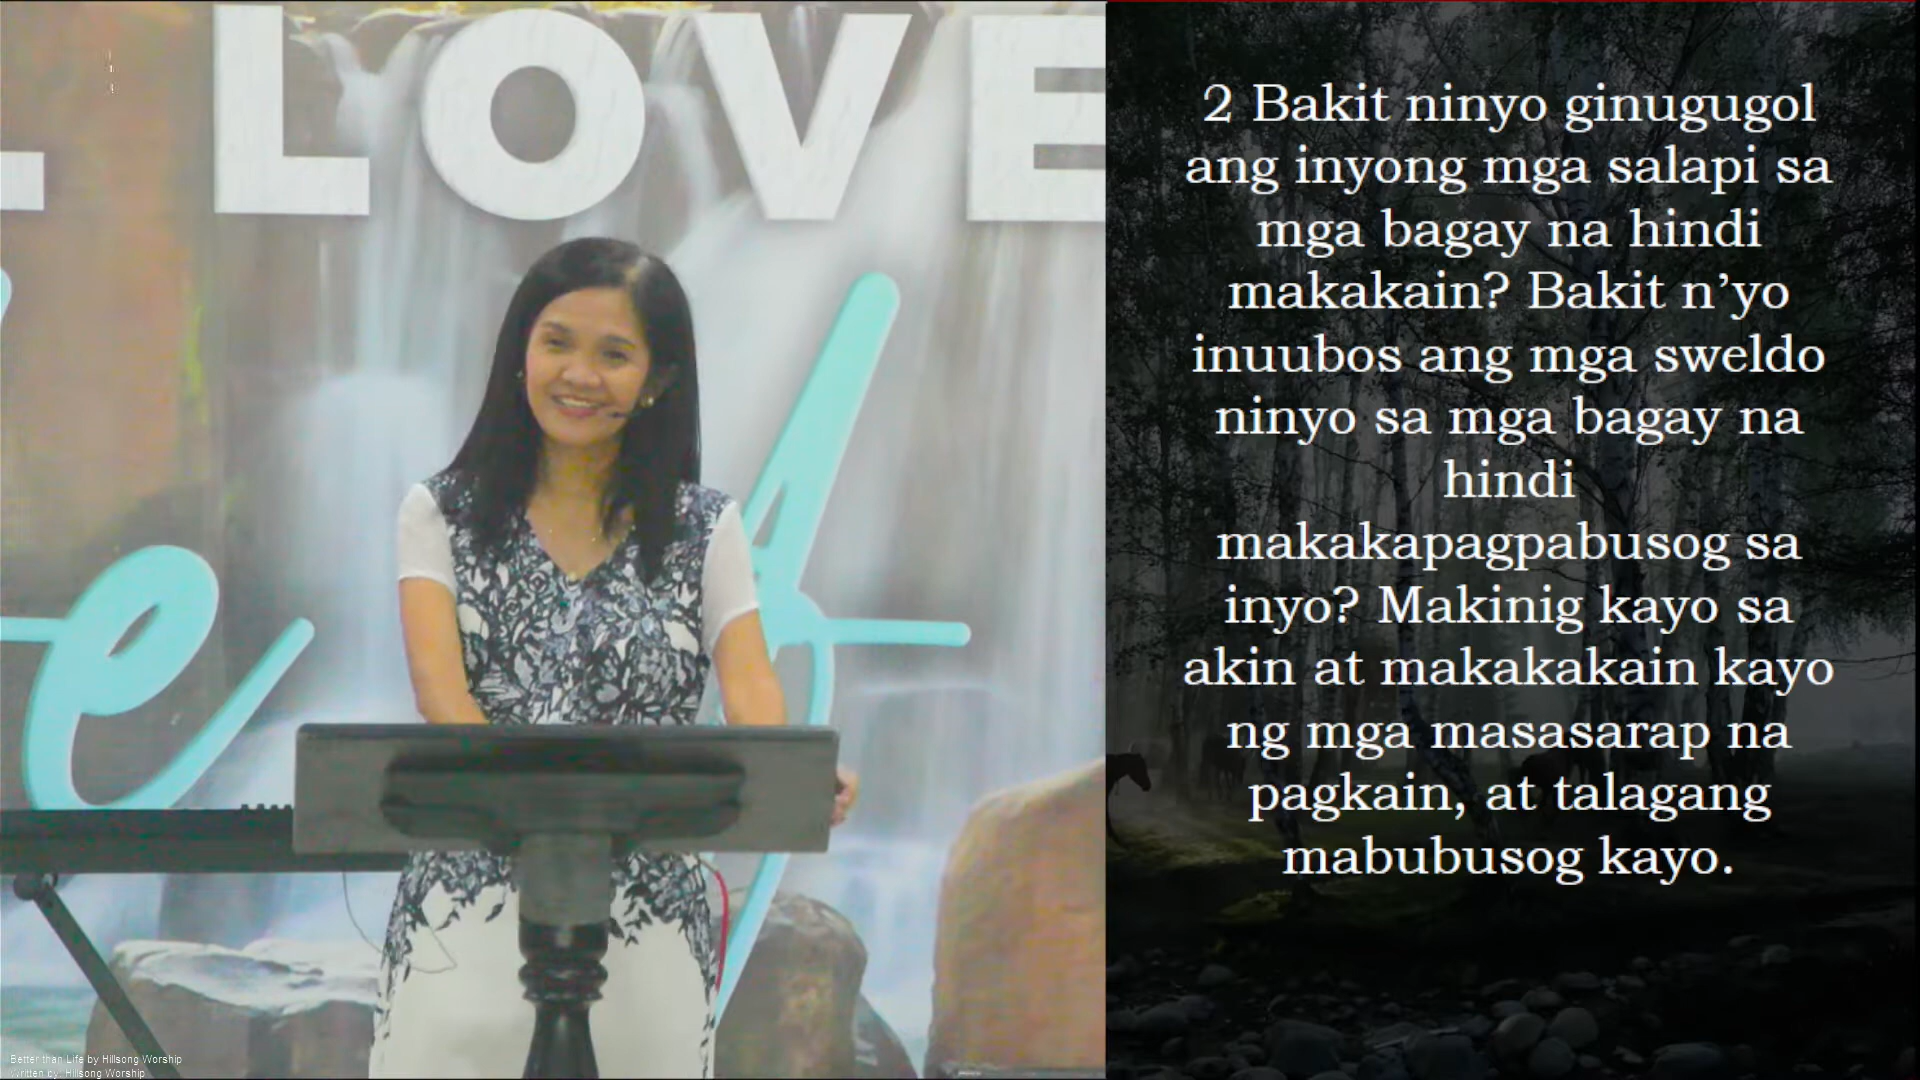 L LOVE
2 Bakit ninyo ginugugol
ang inyong mga salapi sa
mga bagay na hindi
makakain? Bakit n’yo
inuubos ang mga sweldo
ninyo sa mga bagay na
hindi
makakapagpabusog sa
inyo? Makinig kayo sa
akin at makakakain kayo
ng mga masasarap na
pagkain, at talagang
mabubusog kayo.
Better than Life by Hillsong Worship
Written by: Hillsong Worship